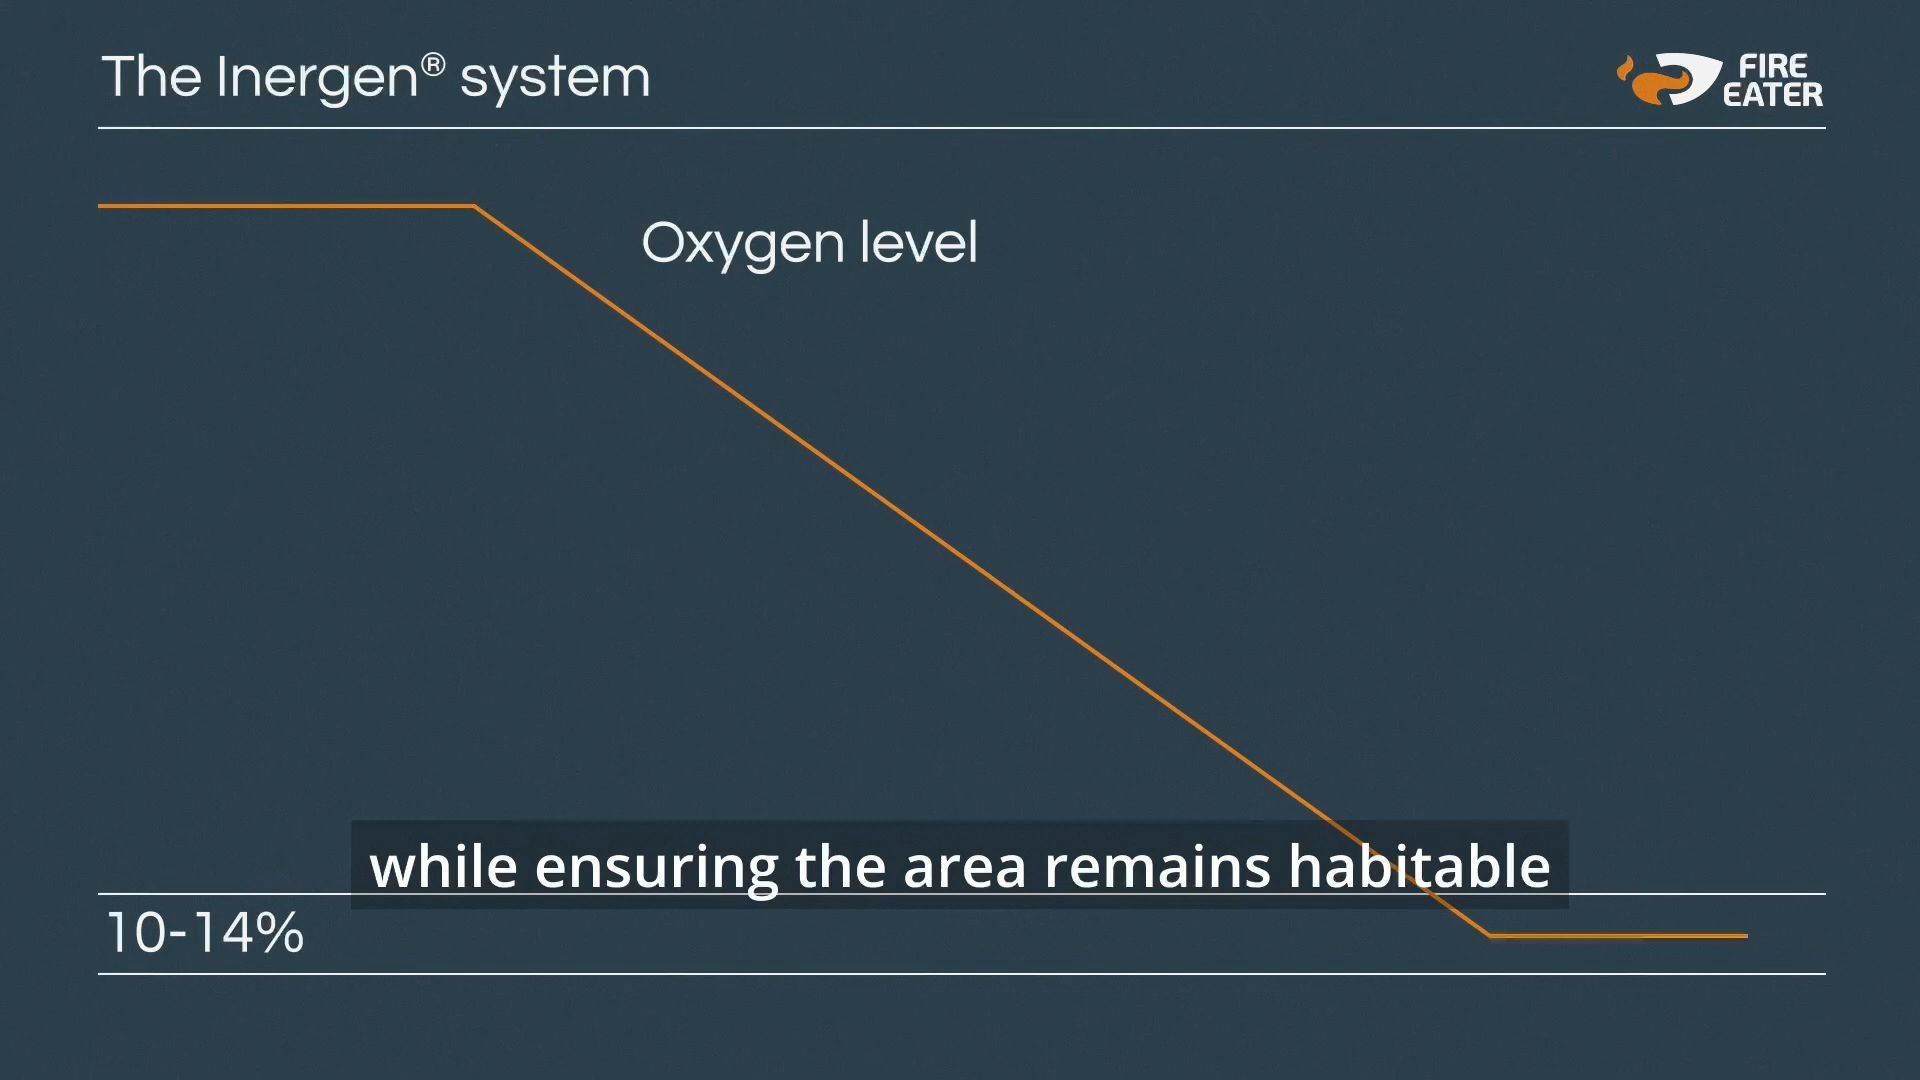 The Inergen® system
FIRE
EATER
Oxygen level
while ensuring the area remains habitable
10-14%